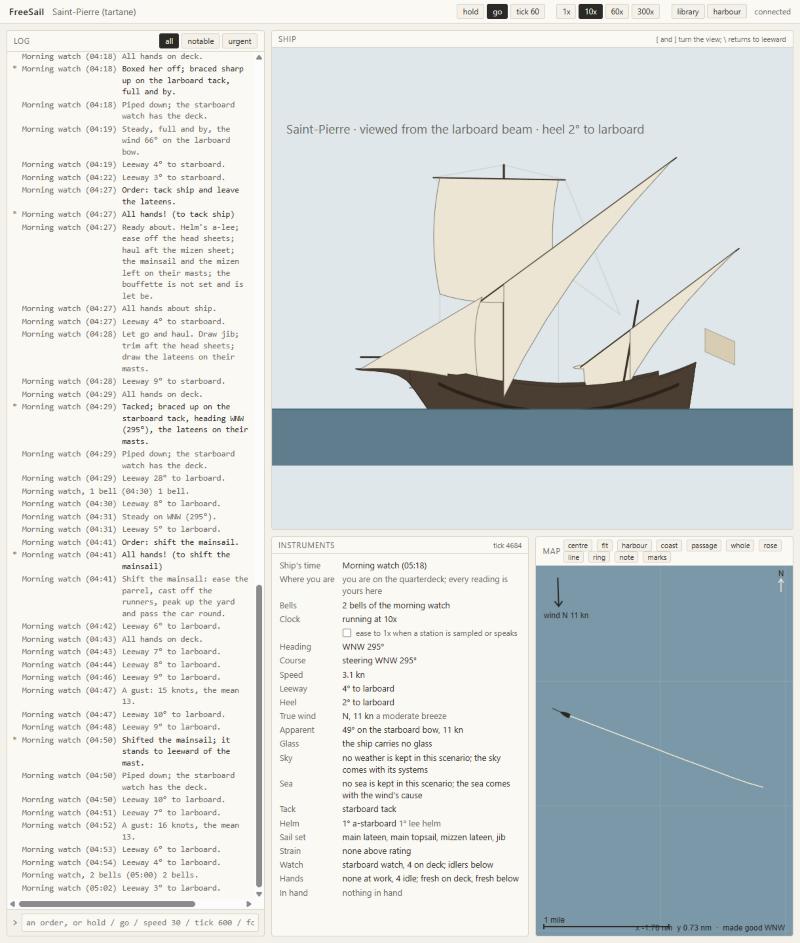 FreeSail Saint-Pierre (tartane) hold go tick 60 1x 10x 60x 300x library harbour connected
LOG all notable urgent
Morning watch (04:18) All hands on deck.
* Morning watch (04:18) Boxed her off; braced sharp
up on the larboard tack,
full and by.
Morning watch (04:18) Piped down; the starboard
watch has the deck.
Morning watch (04:19) Steady, full and by, the
wind 66° on the larboard
bow.
Morning watch (04:19) Leeway 4° to starboard.
Morning watch (04:22) Leeway 3° to starboard.
Morning watch (04:27) Order: tack ship and leave
the lateens.
* Morning watch (04:27) All hands! (to tack ship)
Morning watch (04:27) Ready about. Helm's a-lee;
ease off the head sheets;
haul aft the mizen sheet;
the mainsail and the mizen
left on their masts; the
bouffette is not set and is
let be.
Morning watch (04:27) All hands about ship.
Morning watch (04:27) Leeway 4° to starboard.
Morning watch (04:28) Let go and haul. Draw jib;
trim aft the head sheets;
draw the lateens on their
masts.
Morning watch (04:28) Leeway 9° to starboard.
Morning watch (04:29) All hands on deck.
* Morning watch (04:29) Tacked; braced up on the
starboard tack, heading WNW
(295°), the lateens on their
masts.
Morning watch (04:29) Piped down; the starboard
watch has the deck.
Morning watch (04:29) Leeway 28° to larboard.
Morning watch, 1 bell (04:30) 1 bell.
Morning watch (04:30) Leeway 8° to larboard.
Morning watch (04:31) Steady on WNW (295°).
Morning watch (04:31) Leeway 5° to larboard.
Morning watch (04:41) Order: shift the mainsail.
* Morning watch (04:41) All hands! (to shift the
mainsail)
Morning watch (04:41) Shift the mainsail: ease the
parrel, cast off the
runners, peak up the yard
and pass the car round.
Morning watch (04:42) Leeway 6° to larboard.
Morning watch (04:43) All hands on deck.
Morning watch (04:43) Leeway 7° to larboard.
Morning watch (04:44) Leeway 8° to larboard.
Morning watch (04:46) Leeway 9° to larboard.
Morning watch (04:47) A gust: 15 knots, the mean
13.
Morning watch (04:47) Leeway 10° to larboard.
Morning watch (04:48) Leeway 9° to larboard.
* Morning watch (04:50) Shifted the mainsail; it
stands to leeward of the
mast.
Morning watch (04:50) Piped down; the starboard
watch has the deck.
Morning watch (04:50) Leeway 10° to larboard.
Morning watch (04:51) Leeway 7° to larboard.
Morning watch (04:52) A gust: 16 knots, the mean
13.
Morning watch (04:53) Leeway 6° to larboard.
Morning watch (04:54) Leeway 4° to larboard.
Morning watch, 2 bells (05:00) 2 bells.
Morning watch (05:02) Leeway 3° to larboard.
> an order, or hold / go / speed 30 / tick 600 / fc
SHIP [ and ] turn the view; \ returns to leeward
Saint-Pierre · viewed from the larboard beam · heel 2° to larboard
INSTRUMENTS tick 4684
Ship's time Morning watch (05:18)
Where you are you are on the quarterdeck; every reading is
yours here
Bells 2 bells of the morning watch
Clock running at 10x
ease to 1x when a station is sampled or speaks
Heading WNW 295°
Course steering WNW 295°
Speed 3.1 kn
Leeway 4° to larboard
Heel 2° to larboard
True wind N, 11 kn a moderate breeze
Apparent 49° on the starboard bow, 11 kn
Glass the ship carries no glass
Sky no weather is kept in this scenario; the sky
comes with its systems
Sea no sea is kept in this scenario; the sea comes
with the wind's cause
Tack starboard tack
Helm 1° a-starboard 1° lee helm
Sail set main lateen, main topsail, mizzen lateen, jib
Strain none above rating
Watch starboard watch, 4 on deck; idlers below
Hands none at work, 4 idle; fresh on deck, fresh below
In hand nothing in hand
MAP centre fit harbour coast passage whole rose
line ring note marks
N
wind N 11 kn
1 mile
y 0.73 nm · made good WNW